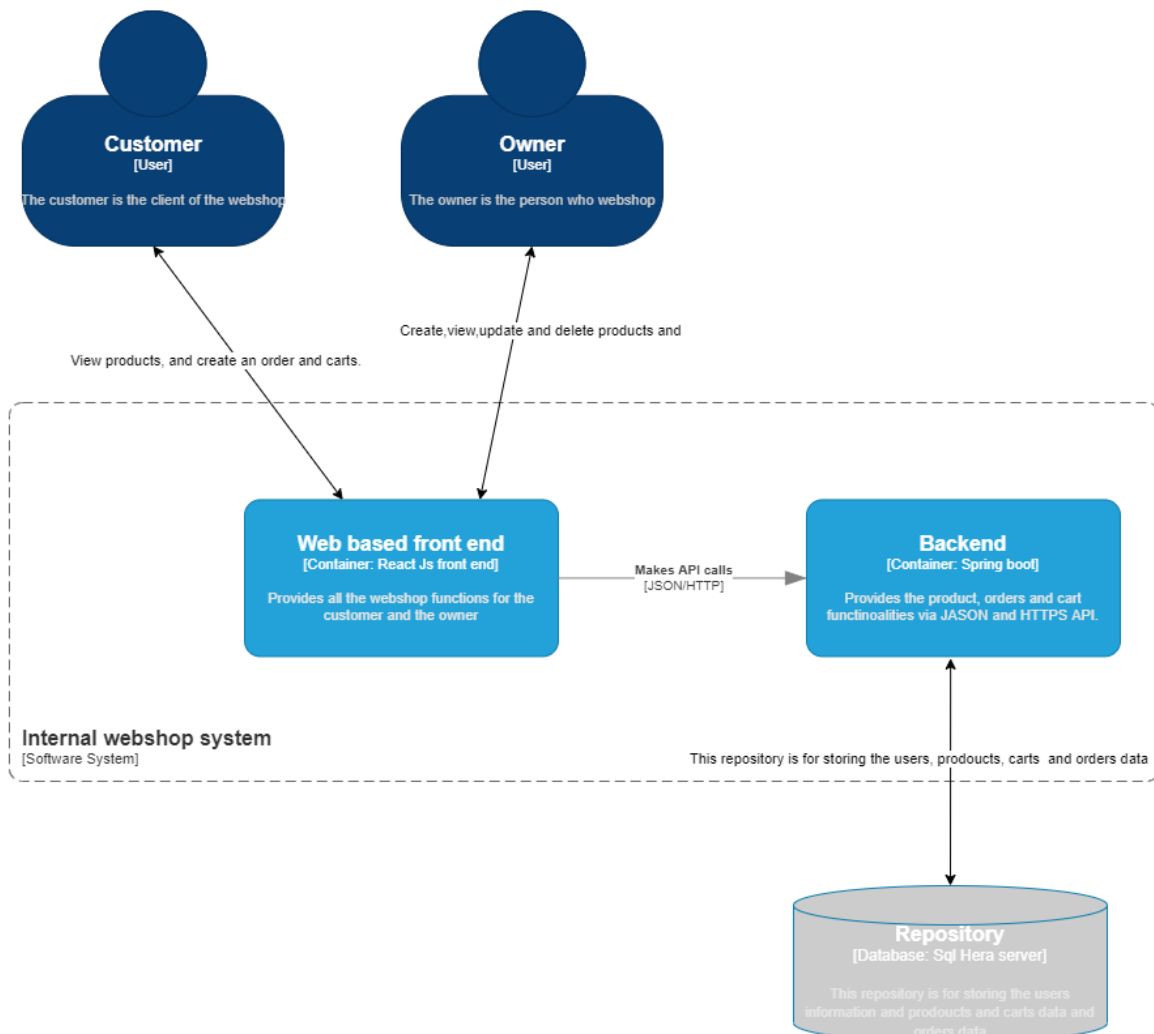 Customer
[User]
The customer is the client of the webshop
Owner
[User]
The owner is the person who webshop
Create,view,update and delete products and
View products, and create an order and carts.
Web based front end
[Container: React Js front end]
Provides all the webshop functions for the
customer and the owner
Makes API calls
[JSON/HTTP]
Backend
[Container: Spring boot]
Provides the product, orders and cart
functinoalities via JASON and HTTPS API.
Internal webshop system
[Software System]
This repository is for storing the users, prodoucts, carts  and orders data
Repository
[Database: Sql Hera server]
This repository is for storing the users
information and prodoucts and carts data and
orders data